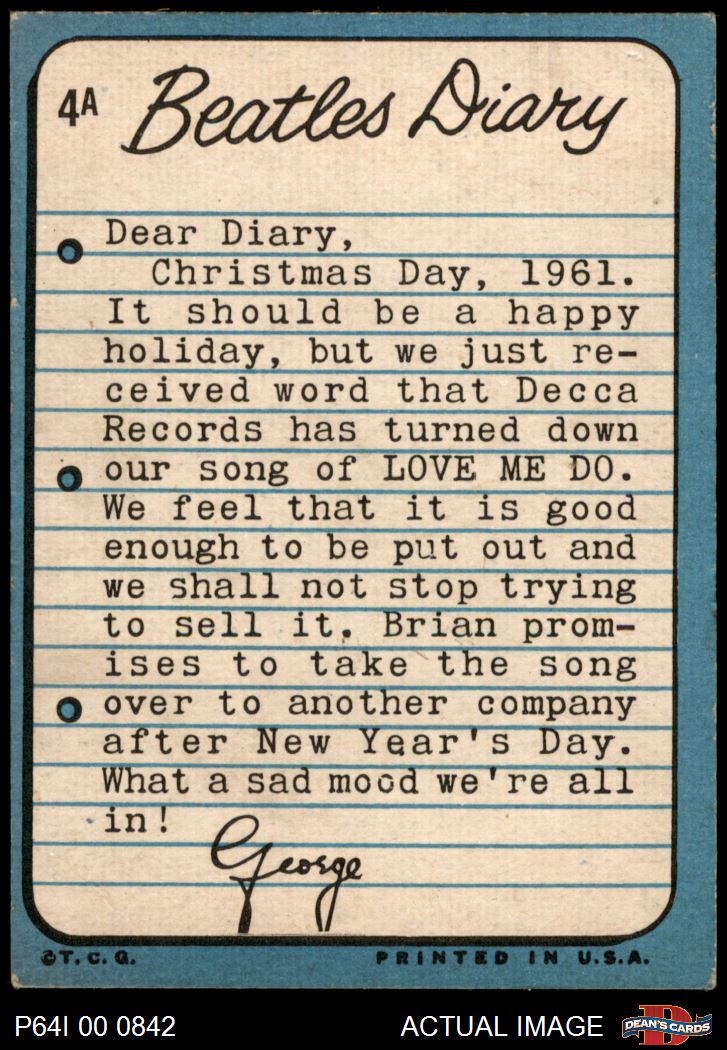 4A Beatles Diary
Dear Diary,
Christmas Day, 1961.
It should be a happy
holiday, but we just re-
ceived word that Decca
Records has turned down
our song of LOVE ME DO.
We feel that it is good
enough to be put out and
we shall not stop trying
to sell it. Brian prom-
ises to take the song
over to another company
after New Year's Day.
What a sad mood we're all
in!
George
©T.C.G. PRINTED IN U.S.A.
P64I 00 0842 ACTUAL IMAGE D DEAN'S CARDS